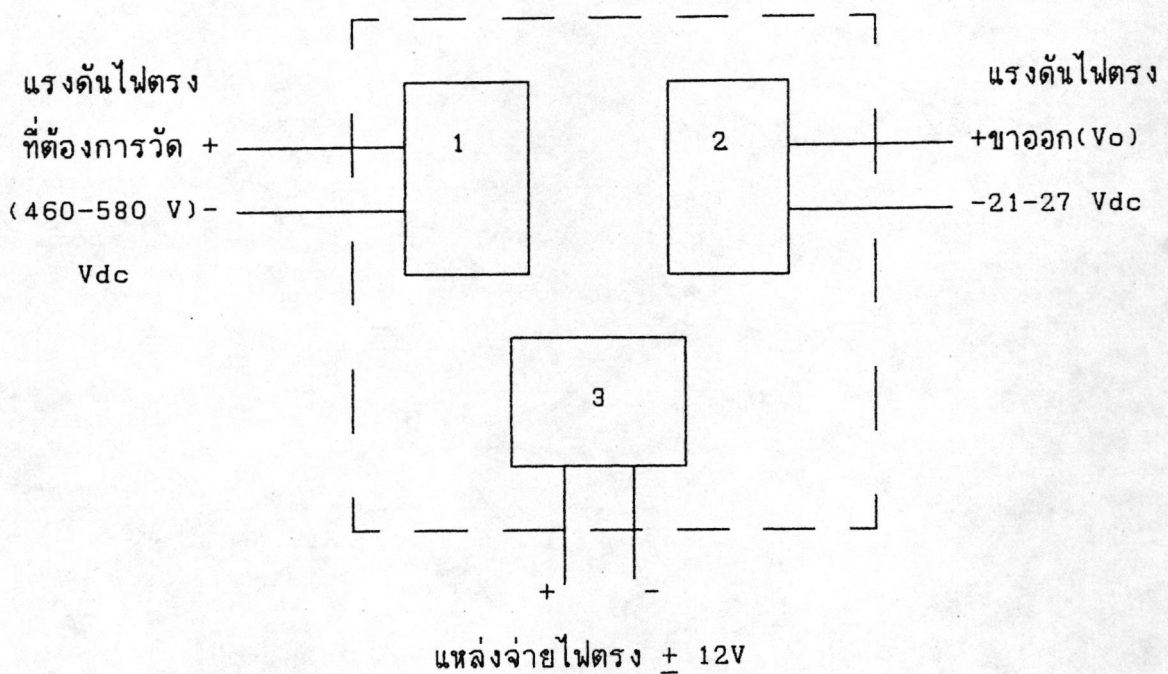 แรงดันไฟตรง
ที่ต้องการวัด +
(460-580 V)-
Vdc
1
2
แรงดันไฟตรง
+ขาออก(Vo)
-21-27 Vdc
3
+ -
แหล่งจ่ายไฟตรง ± 12V